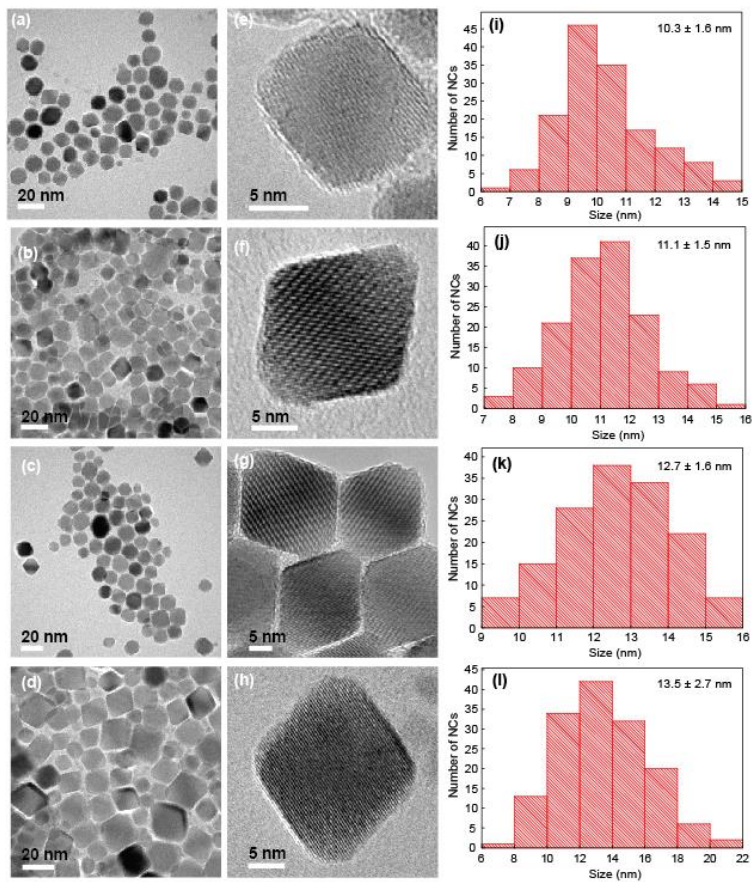 (a)
20 nm
(e)
5 nm
(i)
10.3 ± 1.6 nm
Number of NCs
45
40
35
30
25
20
15
10
5
0
6 7 8 9 10 11 12 13 14 15
Size (nm)
(b)
20 nm
(f)
5 nm
(j)
11.1 ± 1.5 nm
Number of NCs
40
35
30
25
20
15
10
5
0
7 8 9 10 11 12 13 14 15 16
Size (nm)
(c)
20 nm
(g)
5 nm
(k)
12.7 ± 1.6 nm
Number of NCs
40
35
30
25
20
15
10
5
0
9 10 11 12 13 14 15 16
Size (nm)
(d)
20 nm
(h)
5 nm
(l)
13.5 ± 2.7 nm
Number of NCs
45
40
35
30
25
20
15
10
5
0
6 8 10 12 14 16 18 20 22
Size (nm)